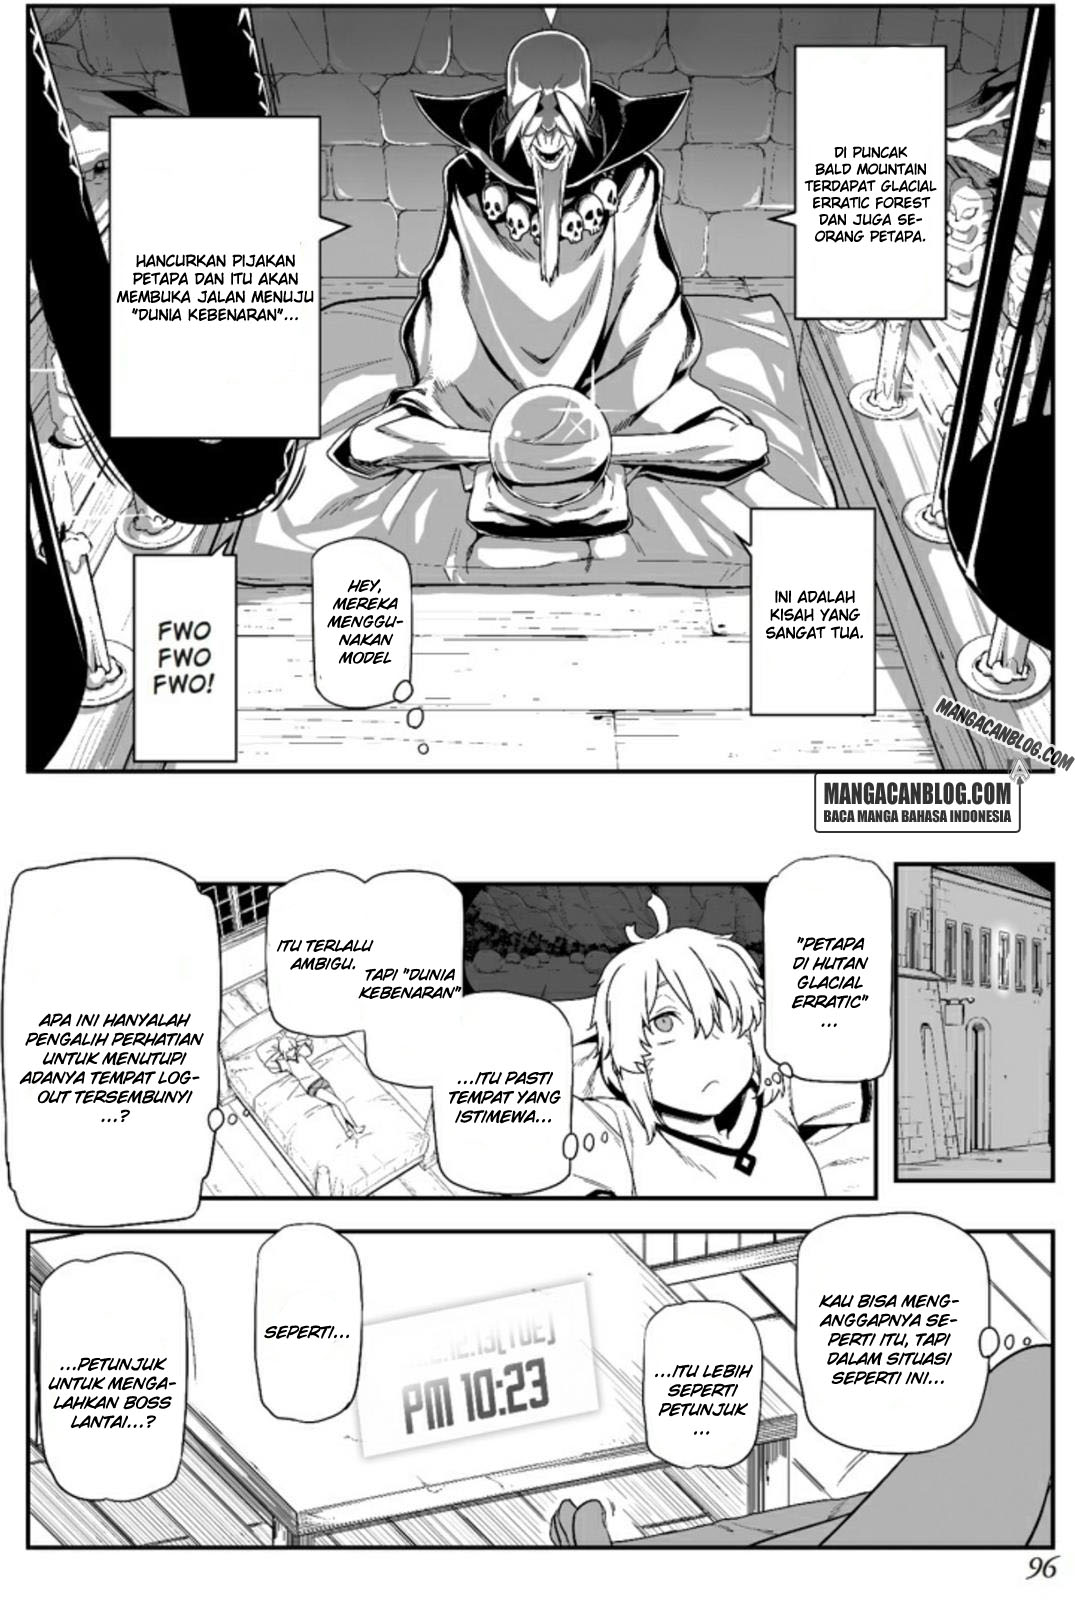 DI PUNCAK
BALD MOUNTAIN
TERDAPAT GLACIAL
ERRATIC FOREST
DAN JUGA SE-
ORANG PETAPA.
HANCURKAN PIJAKAN
PETAPA DAN ITU AKAN
MEMBUKA JALAN MENUJU
"DUNIA KEBENARAN"...
INI ADALAH
KISAH YANG
SANGAT TUA.
HEY,
MEREKA
MENGGU-
NAKAN
MODEL
FWO
FWO
FWO!
MANGACANBLOG.COM
MANGACANBLOG.COM
BACA MANGA BAHASA INDONESIA
"PETAPA
DI HUTAN
GLACIAL
ERRATIC"
...
ITU TERLALU
AMBIGU.
TAPI "DUNIA
KEBENARAN"
...ITU PASTI
TEMPAT YANG
ISTIMEWA...
APA INI HANYALAH
PENGALIH PERHATIAN
UNTUK MENUTUPI
ADANYA TEMPAT LOG-
OUT TERSEMBUNYI
...?
KAU BISA MENG-
ANGGAPNYA SE-
PERTI ITU, TAPI
DALAM SITUASI
SEPERTI INI...
...ITU LEBIH
SEPERTI
PETUNJUK
...
SEPERTI...
12.13(TUE)
PM 10:23
...PETUNJUK
UNTUK MENGA-
LAHKAN BOSS
LANTAI...?
96